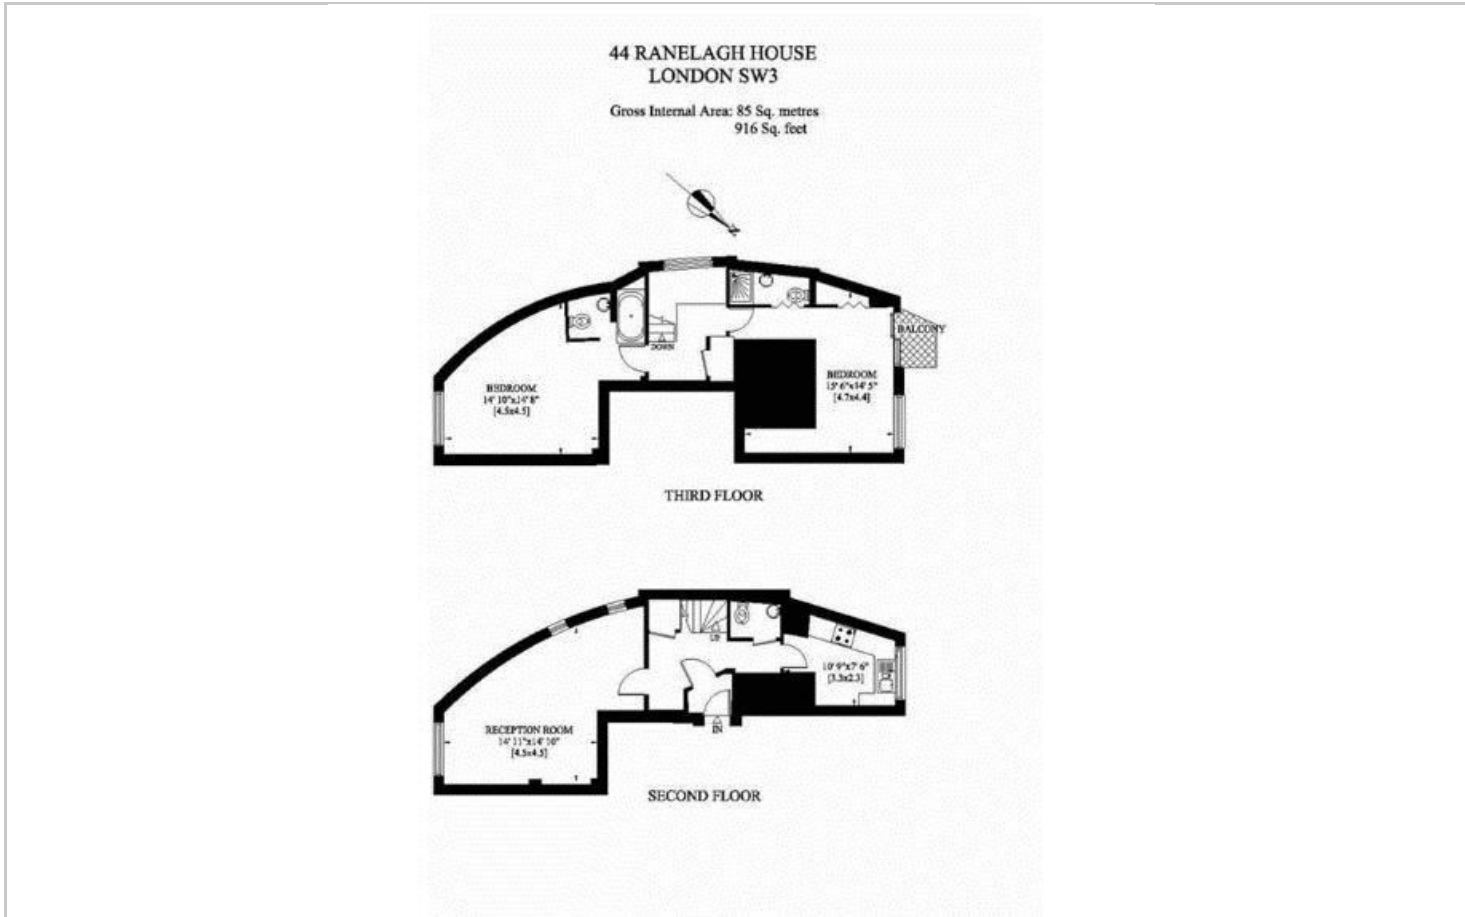 44 RANELAGH HOUSE
LONDON SW3
Gross Internal Area: 85 Sq. metres
916 Sq. feet
N
BALCONY
DOWN
BEDROOM
14' 10"x14' 8"
[4.5x4.5]
BEDROOM
15' 6"x14' 5"
[4.7x4.4]
THIRD FLOOR
UP
10' 9"x7' 6"
[3.3x2.3]
RECEPTION ROOM
14' 11"x14' 10"
[4.5x4.5]
IN
SECOND FLOOR